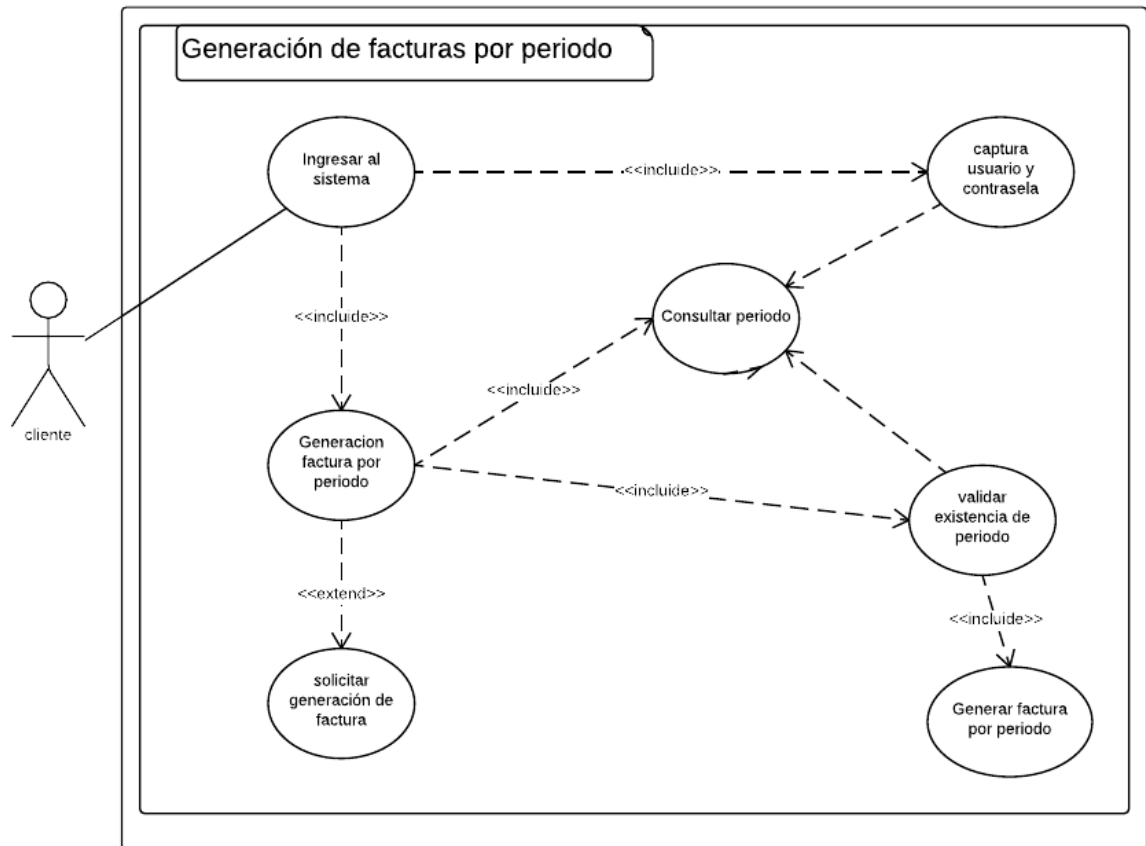 Generación de facturas por periodo
Ingresar al
sistema
<<incluide>>
captura
usuario y
contrasela
<<incluide>>
Consultar periodo
<<incluide>>
cliente
Generacion
factura por
periodo
<<incluide>>
validar
existencia de
periodo
<<extend>>
<<incluide>>
solicitar
generación de
factura
Generar factura
por periodo